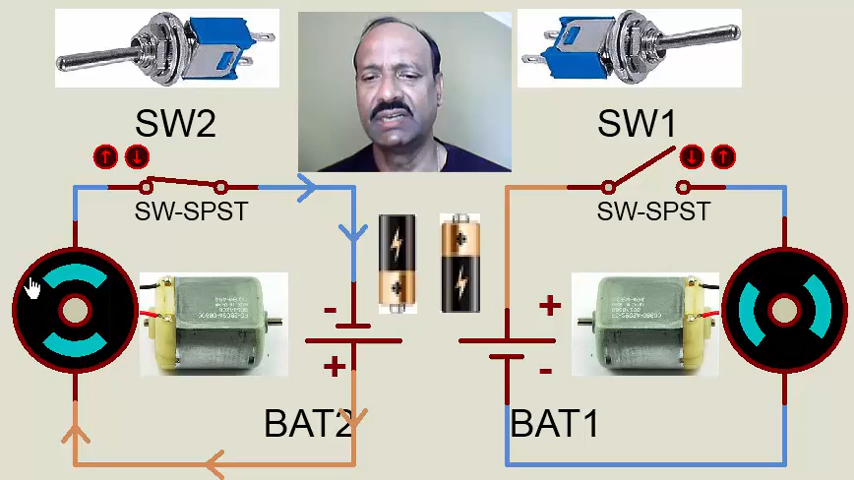 SW2
SW1
SW-SPST
SW-SPST
-
+
+
-
BAT2
BAT1